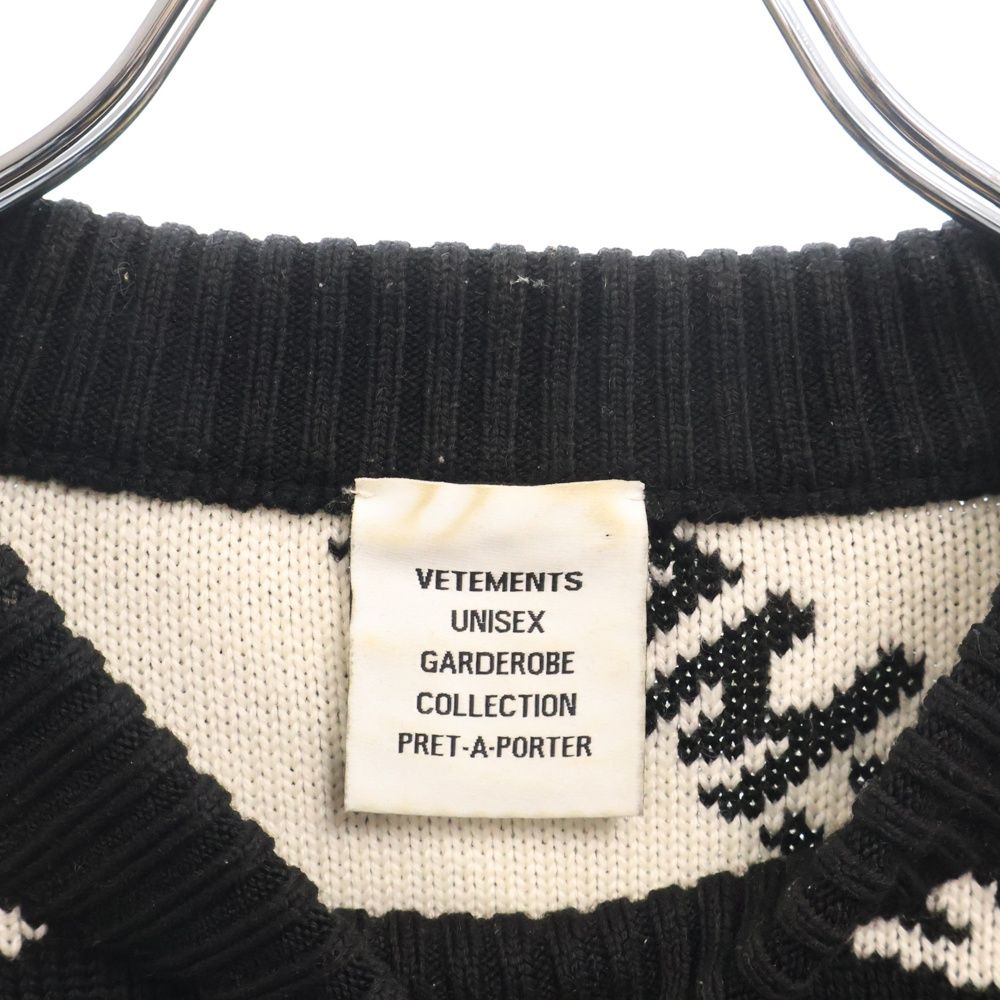 VETEMENTS
UNISEX
GARDEROBE
COLLECTION
PRET-A-PORTER